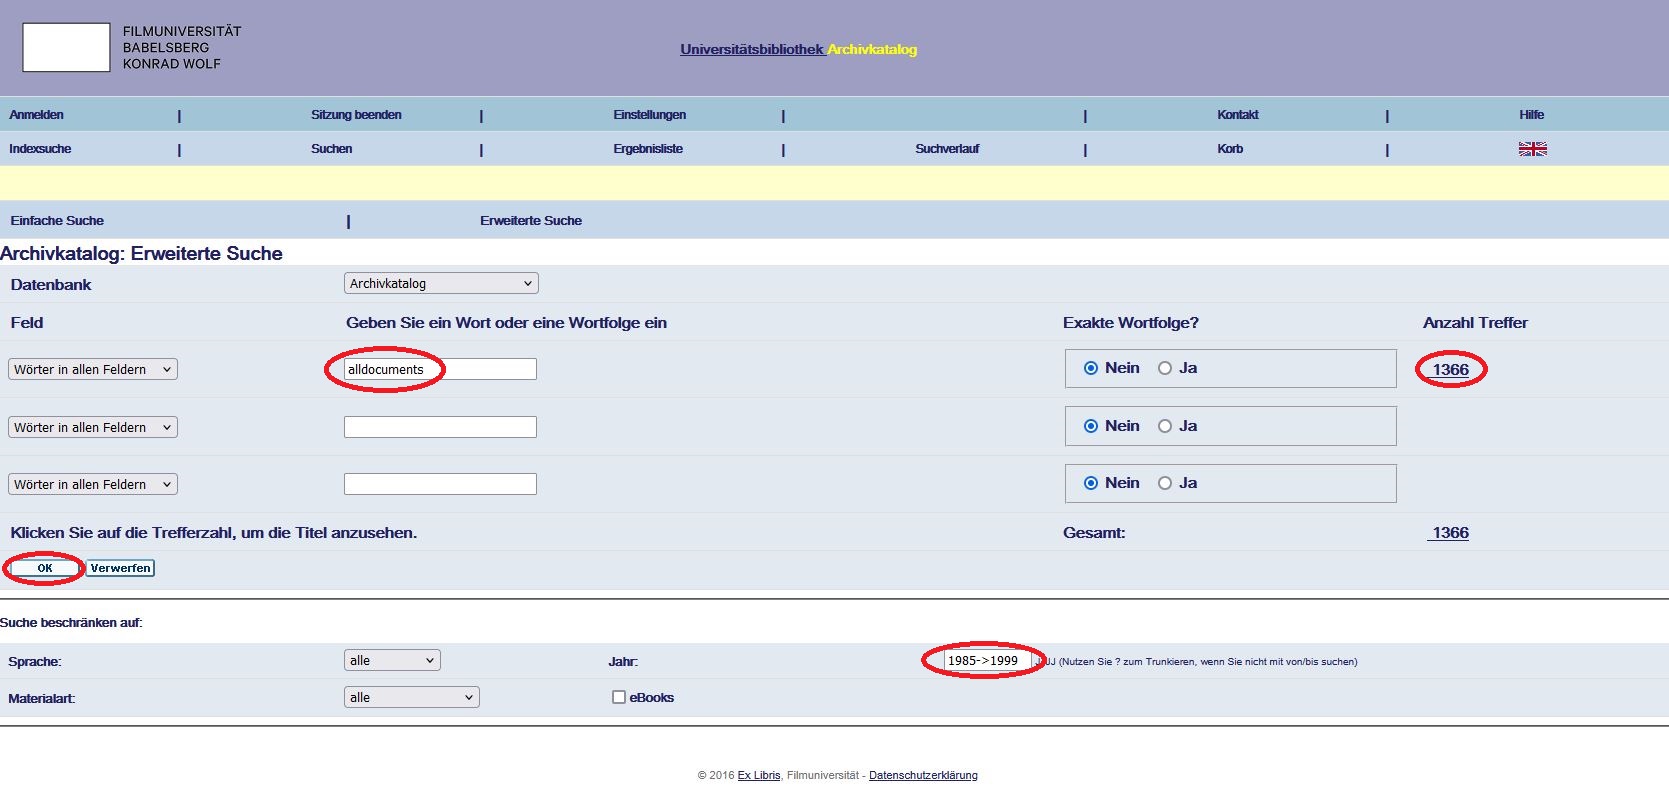 FILMUNIVERSITÄT
BABELSBERG
KONRAD WOLF
Universitätsbibliothek Archivkatalog
Anmelden | Sitzung beenden | Einstellungen | | Kontakt | Hilfe
Indexsuche | Suchen | Ergebnisliste | Suchverlauf | Korb |
Einfache Suche | Erweiterte Suche
Archivkatalog: Erweiterte Suche
Datenbank Archivkatalog
Feld Geben Sie ein Wort oder eine Wortfolge ein Exakte Wortfolge? Anzahl Treffer
Wörter in allen Feldern alldocuments Nein Ja 1366
Wörter in allen Feldern Nein Ja
Wörter in allen Feldern Nein Ja
Klicken Sie auf die Trefferzahl, um die Titel anzusehen. Gesamt: 1366
OK Verwerfen
Suche beschränken auf:
Sprache: alle Jahr: 1985->1999 (Nutzen Sie ? zum Trunkieren, wenn Sie nicht mit von/bis suchen)
Materialart: alle eBooks
© 2016 Ex Libris, Filmuniversität - Datenschutzerklärung